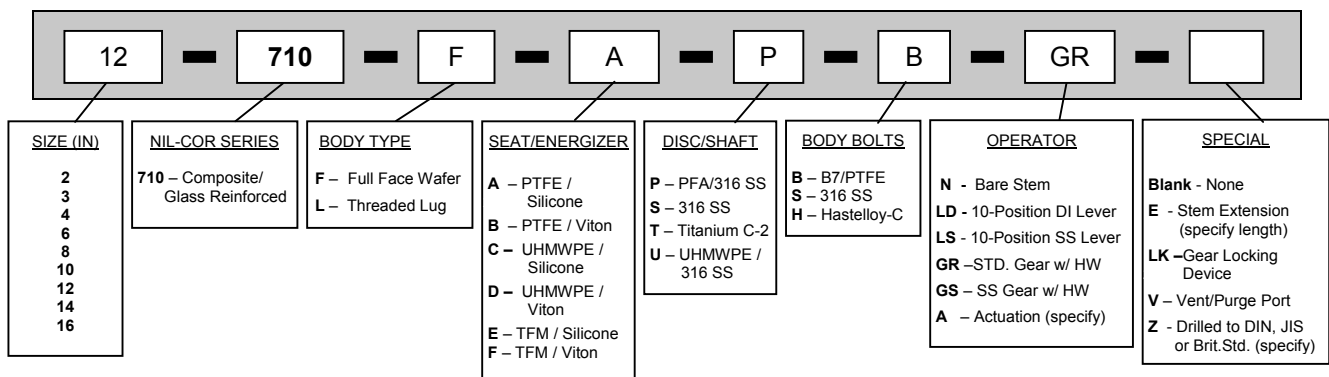 12 - 710 - F - A - P - B - GR -
SIZE (IN)
2
3
4
6
8
10
12
14
16
NIL-COR SERIES
710 – Composite/
Glass Reinforced
BODY TYPE
F – Full Face Wafer
L – Threaded Lug
SEAT/ENERGIZER
A – PTFE /
Silicone
B – PTFE / Viton
C – UHMWPE /
Silicone
D – UHMWPE /
Viton
E – TFM / Silicone
F – TFM / Viton
DISC/SHAFT
P – PFA/316 SS
S – 316 SS
T – Titanium C-2
U – UHMWPE /
316 SS
BODY BOLTS
B – B7/PTFE
S – 316 SS
H – Hastelloy-C
OPERATOR
N - Bare Stem
LD - 10-Position DI Lever
LS - 10-Position SS Lever
GR –STD. Gear w/ HW
GS – SS Gear w/ HW
A – Actuation (specify)
SPECIAL
Blank - None
E - Stem Extension
(specify length)
LK –Gear Locking
Device
V – Vent/Purge Port
Z - Drilled to DIN, JIS
or Brit.Std. (specify)